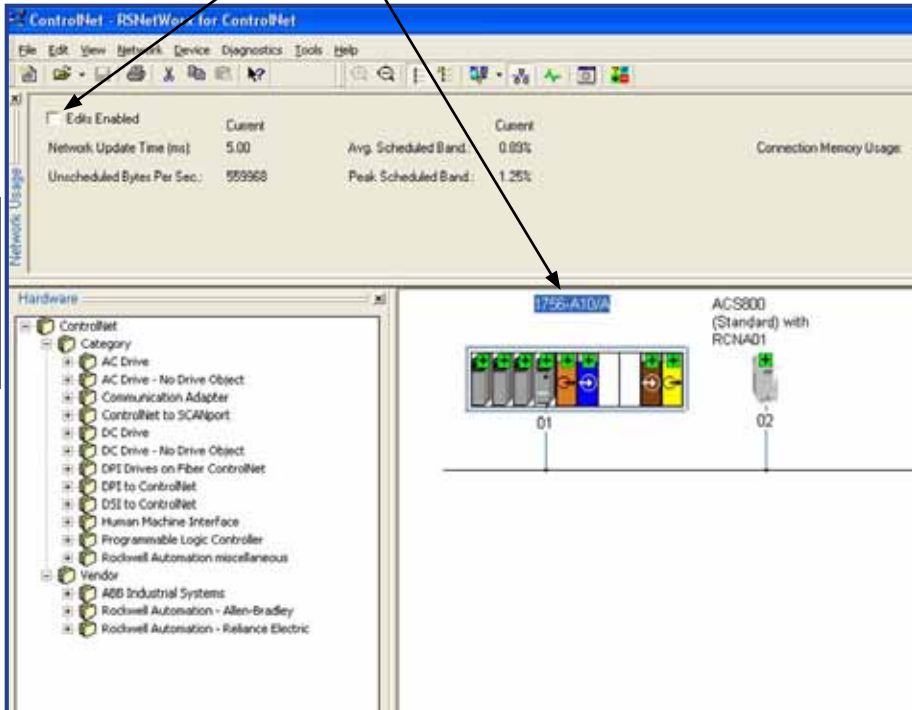 ControlNet - RSNetWorx for ControlNet
File Edit View Network Device Diagnostics Tools Help
Edits Enabled
Current
Current
Network Update Time (ms): 5.00 Avg. Scheduled Band.: 0.89% Connection Memory Usage:
Unscheduled Bytes Per Sec.: 559968 Peak Scheduled Band.: 1.25%
Network Usage
Hardware
ControlNet
Category
AC Drive
AC Drive - No Drive Object
Communication Adapter
ControlNet to SCANport
DC Drive
DC Drive - No Drive Object
DPI Drives on Fiber ControlNet
DPI to ControlNet
DSI to ControlNet
Human Machine Interface
Programmable Logic Controller
Rockwell Automation miscellaneous
Vendor
ABB Industrial Systems
Rockwell Automation - Allen-Bradley
Rockwell Automation - Reliance Electric
1756-A10/A
ACS800
(Standard) with
RCNA01
01
02